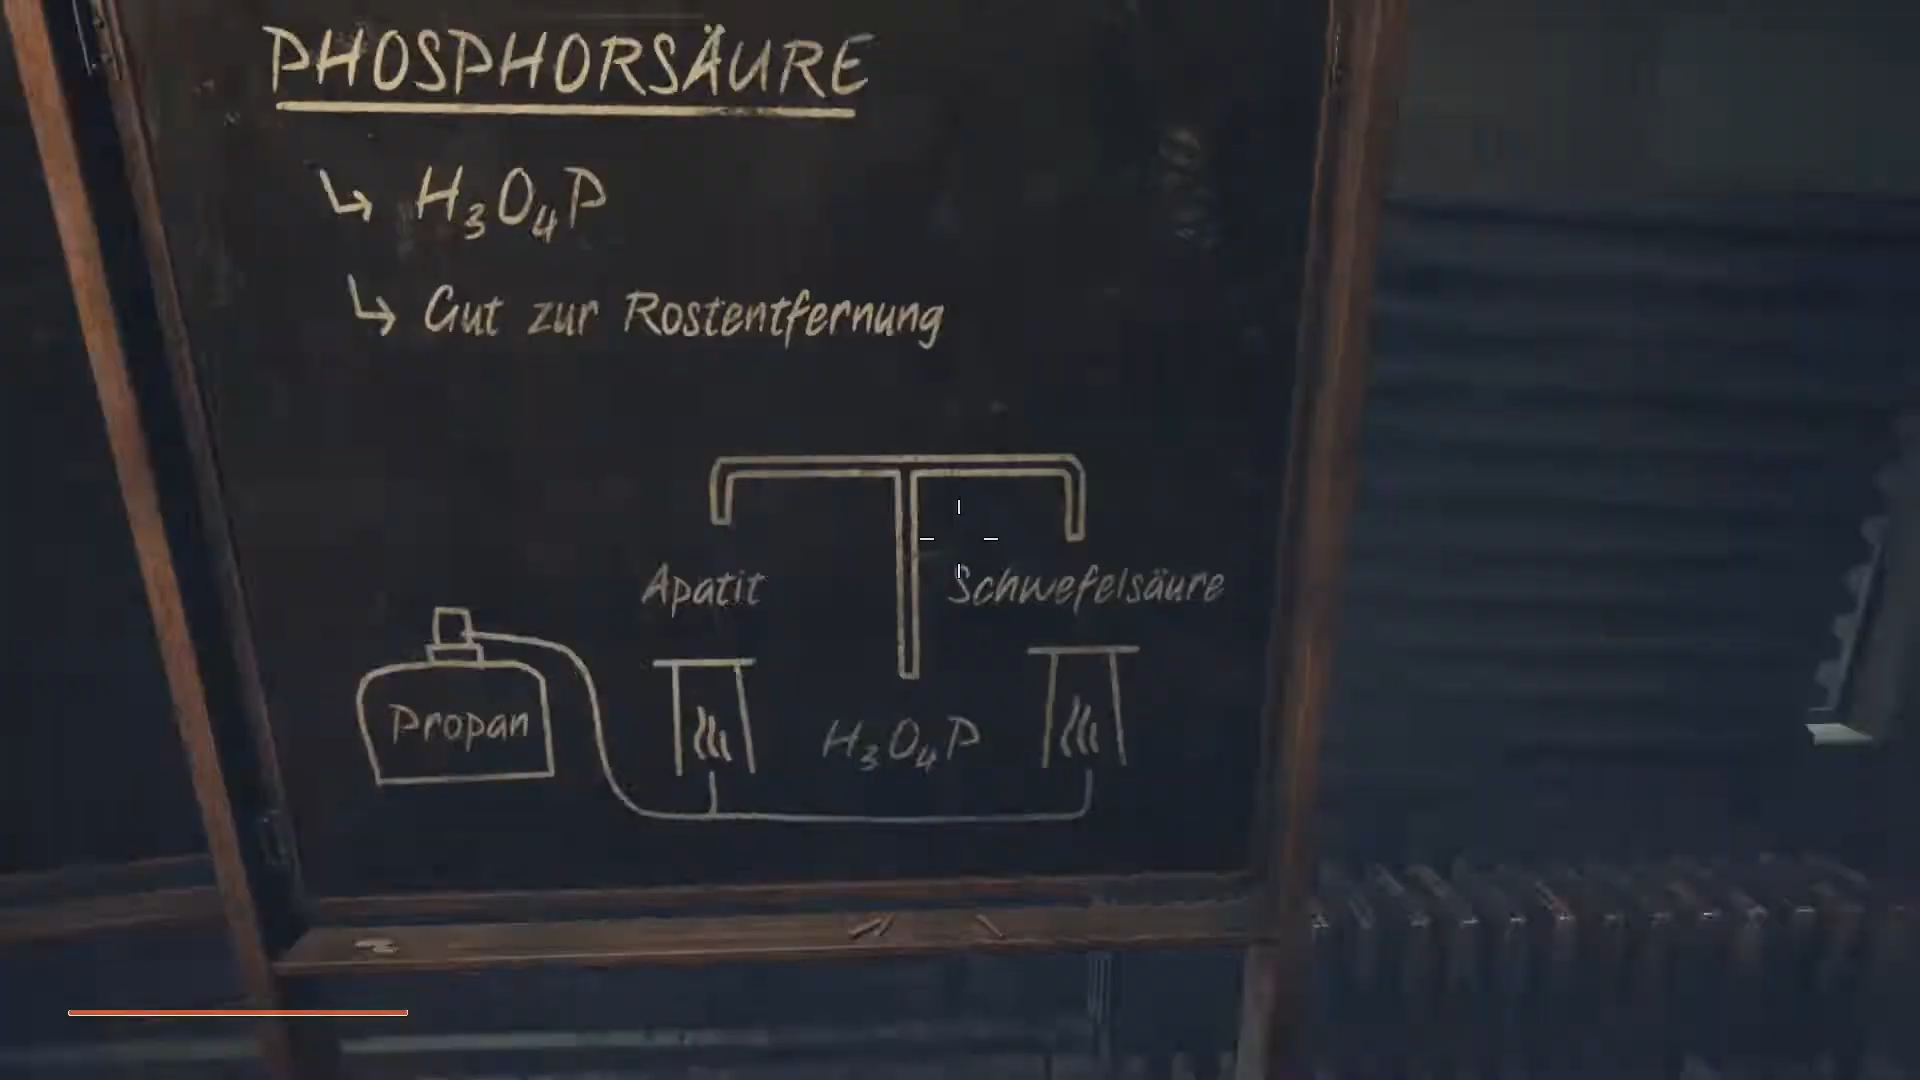 PHOSPHORSÄURE
↳ H₃O₄P
↳ Gut zur Rostentfernung
Apatit
Schwefelsäure
Propan
H₃O₄P